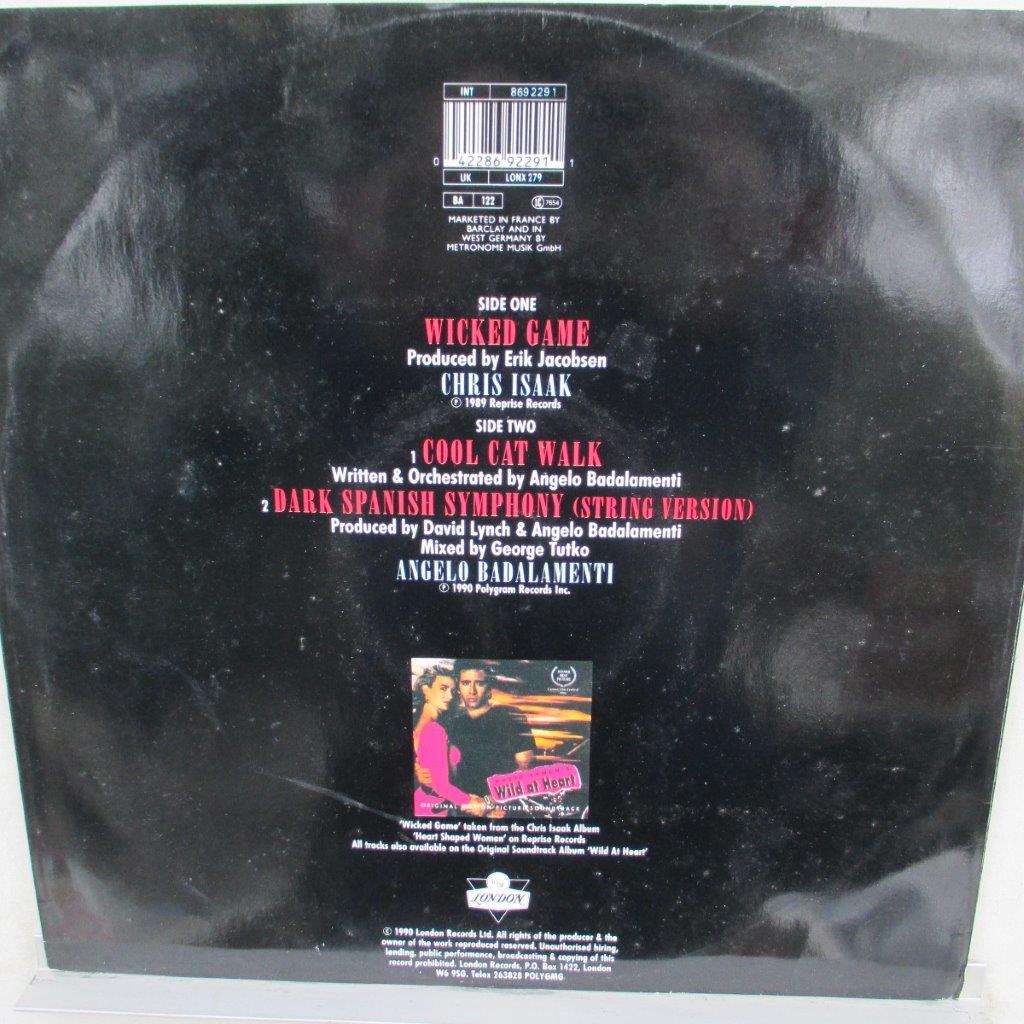 INT 869 229 1
0 42286 92291 1
UK LONX 279
BA 122 LC 7654
MARKETED IN FRANCE BY
BARCLAY AND IN
WEST GERMANY BY
METRONOME MUSIK GmbH
SIDE ONE
WICKED GAME
Produced by Erik Jacobsen
CHRIS ISAAK
℗ 1989 Reprise Records
SIDE TWO
1 COOL CAT WALK
Written & Orchestrated by Angelo Badalamenti
2 DARK SPANISH SYMPHONY (STRING VERSION)
Produced by David Lynch & Angelo Badalamenti
Mixed by George Tutko
ANGELO BADALAMENTI
℗ 1990 Polygram Records Inc.
DAVID LYNCH'S
Wild at Heart
ORIGINAL MOTION PICTURE SOUNDTRACK
'Wicked Game' taken from the Chris Isaak Album
'Heart Shaped Woman' on Reprise Records
All tracks also available on the Original Soundtrack Album 'Wild At Heart'
LONDON
© 1990 London Records Ltd. All rights of the producer & the
owner of the work reproduced reserved. Unauthorised hiring,
lending, public performance, broadcasting & copying of this
record prohibited. London Records, P.O. Box 1422, London
W6 9SG. Telex 263828 POLYGMG